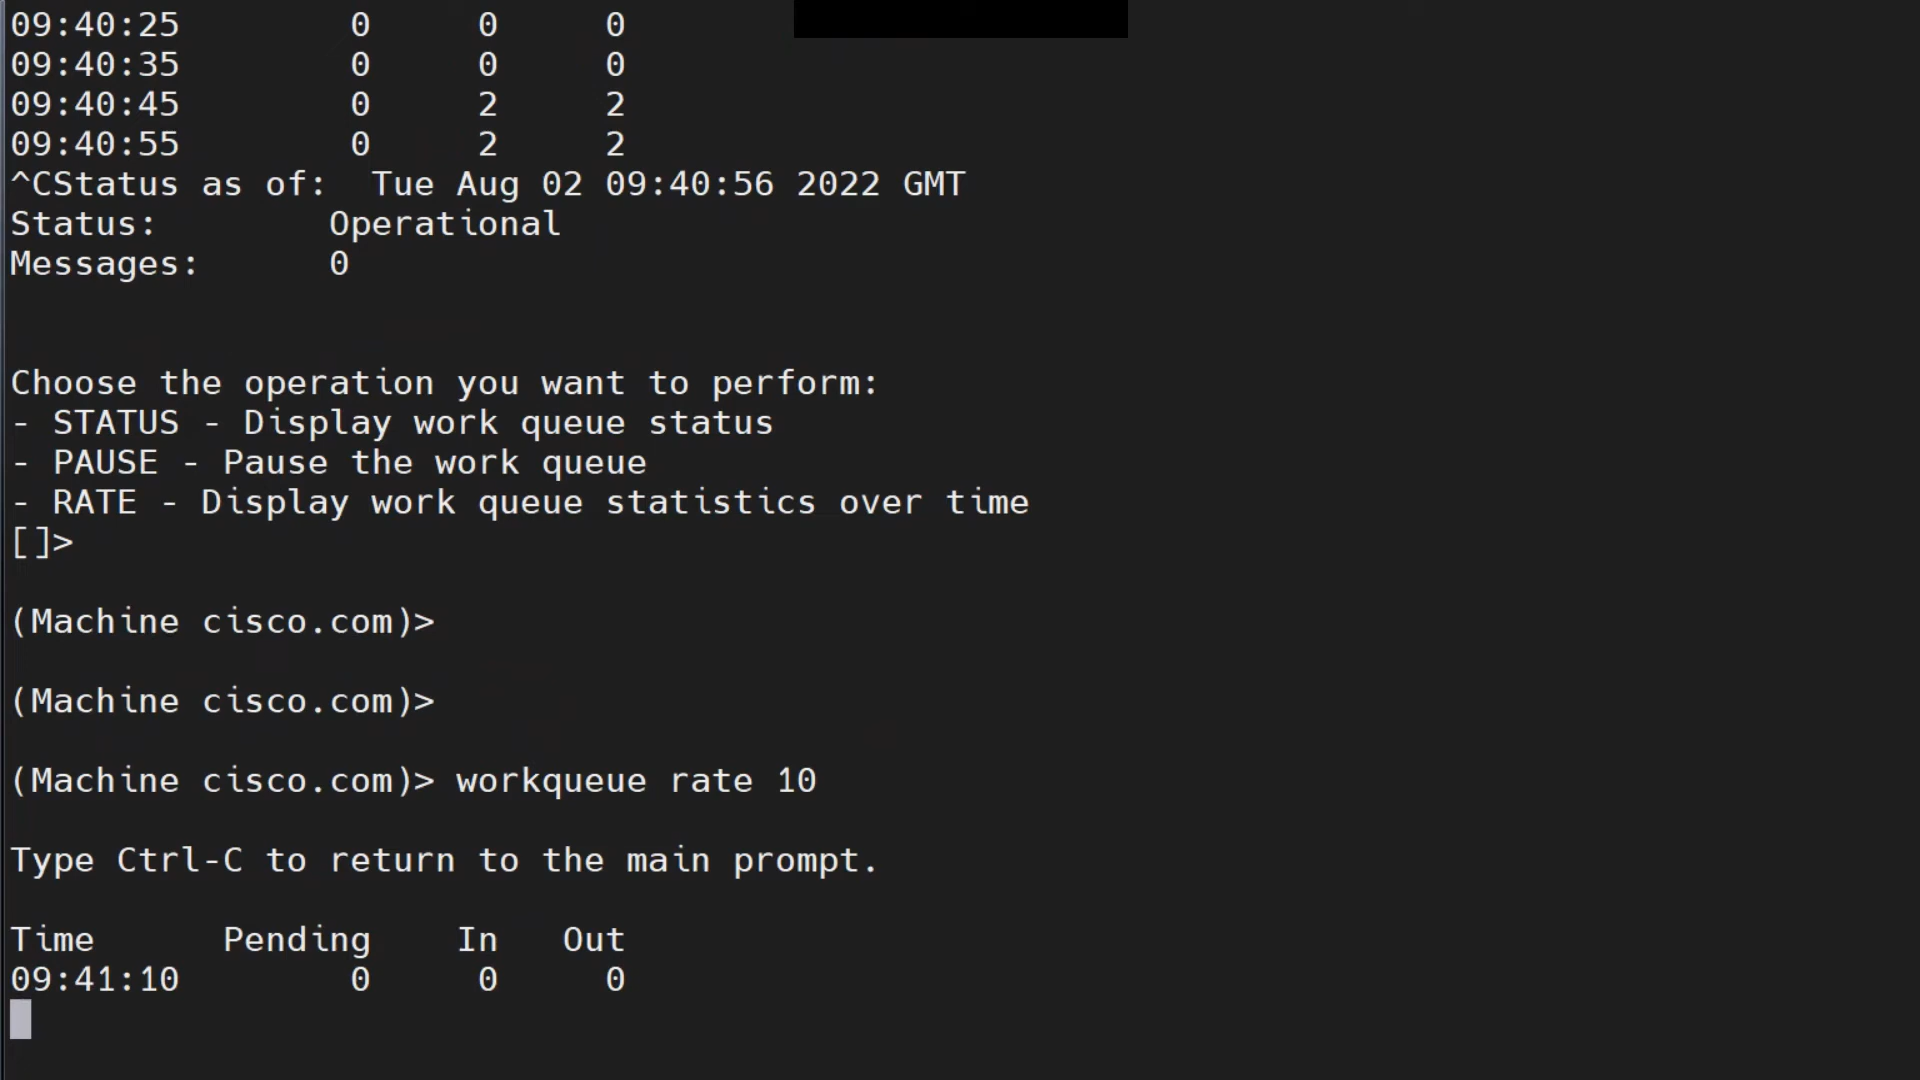 09:40:25        0     0     0
09:40:35        0     0     0
09:40:45        0     2     2
09:40:55        0     2     2
^CStatus as of:  Tue Aug 02 09:40:56 2022 GMT
Status:        Operational
Messages:      0
Choose the operation you want to perform:
- STATUS - Display work queue status
- PAUSE - Pause the work queue
- RATE - Display work queue statistics over time
[]>
(Machine cisco.com)>
(Machine cisco.com)>
(Machine cisco.com)> workqueue rate 10
Type Ctrl-C to return to the main prompt.
Time      Pending    In   Out
09:41:10        0     0     0